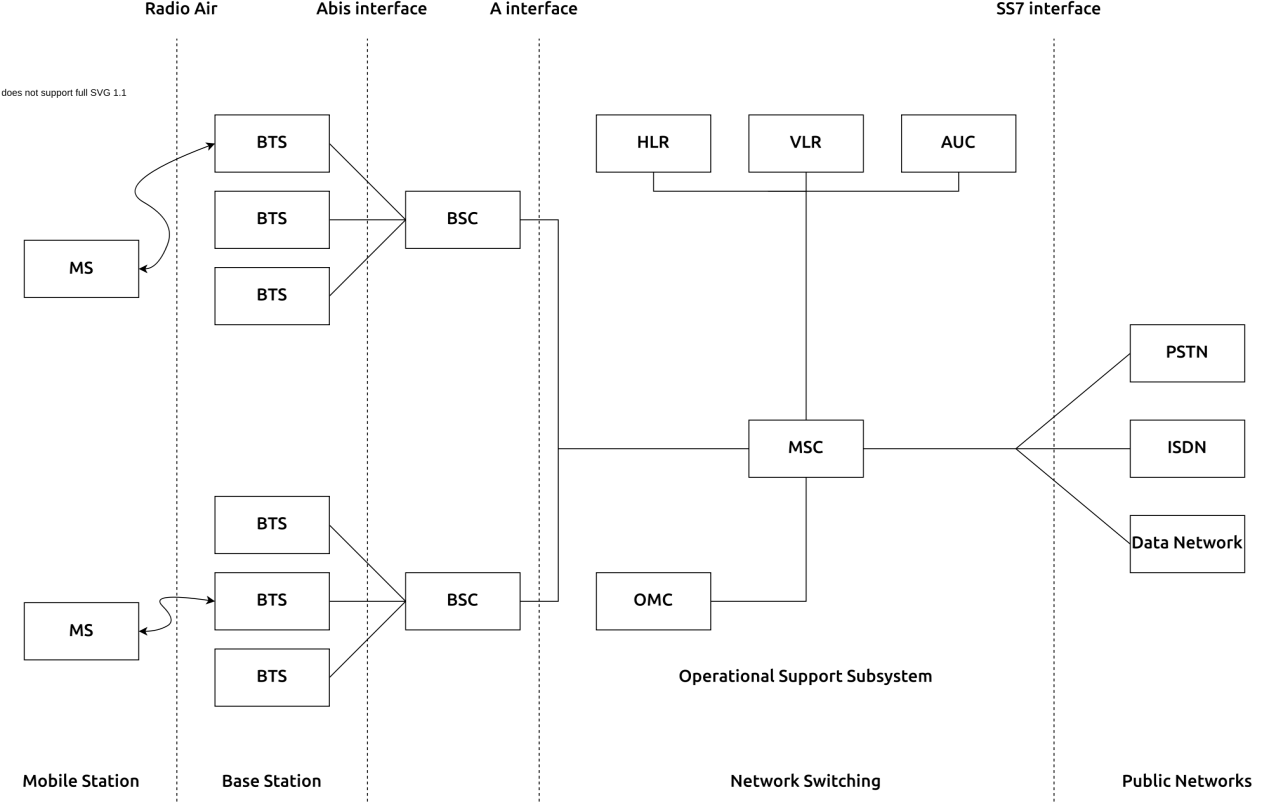 Radio Air
Abis interface
A interface
SS7 interface
does not support full SVG 1.1
BTS
HLR
VLR
AUC
BTS
BSC
MS
BTS
PSTN
MSC
ISDN
BTS
Data Network
BTS
BSC
OMC
MS
BTS
Operational Support Subsystem
Mobile Station
Base Station
Network Switching
Public Networks